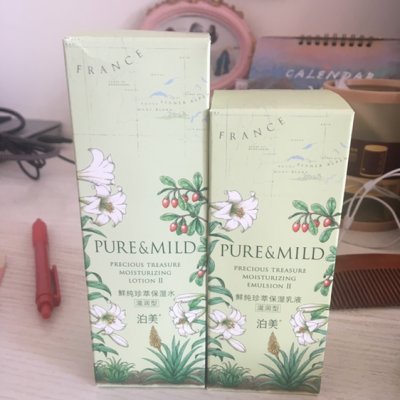 CALENDAR
FRANCE
PURE&MILD
PRECIOUS TREASURE
MOISTURIZING
LOTION II
鲜纯珍萃保湿水
滋润型
泊美
FRANCE
PURE&MILD
PRECIOUS TREASURE
MOISTURIZING
EMULSION II
鲜纯珍萃保湿乳液
滋润型
泊美